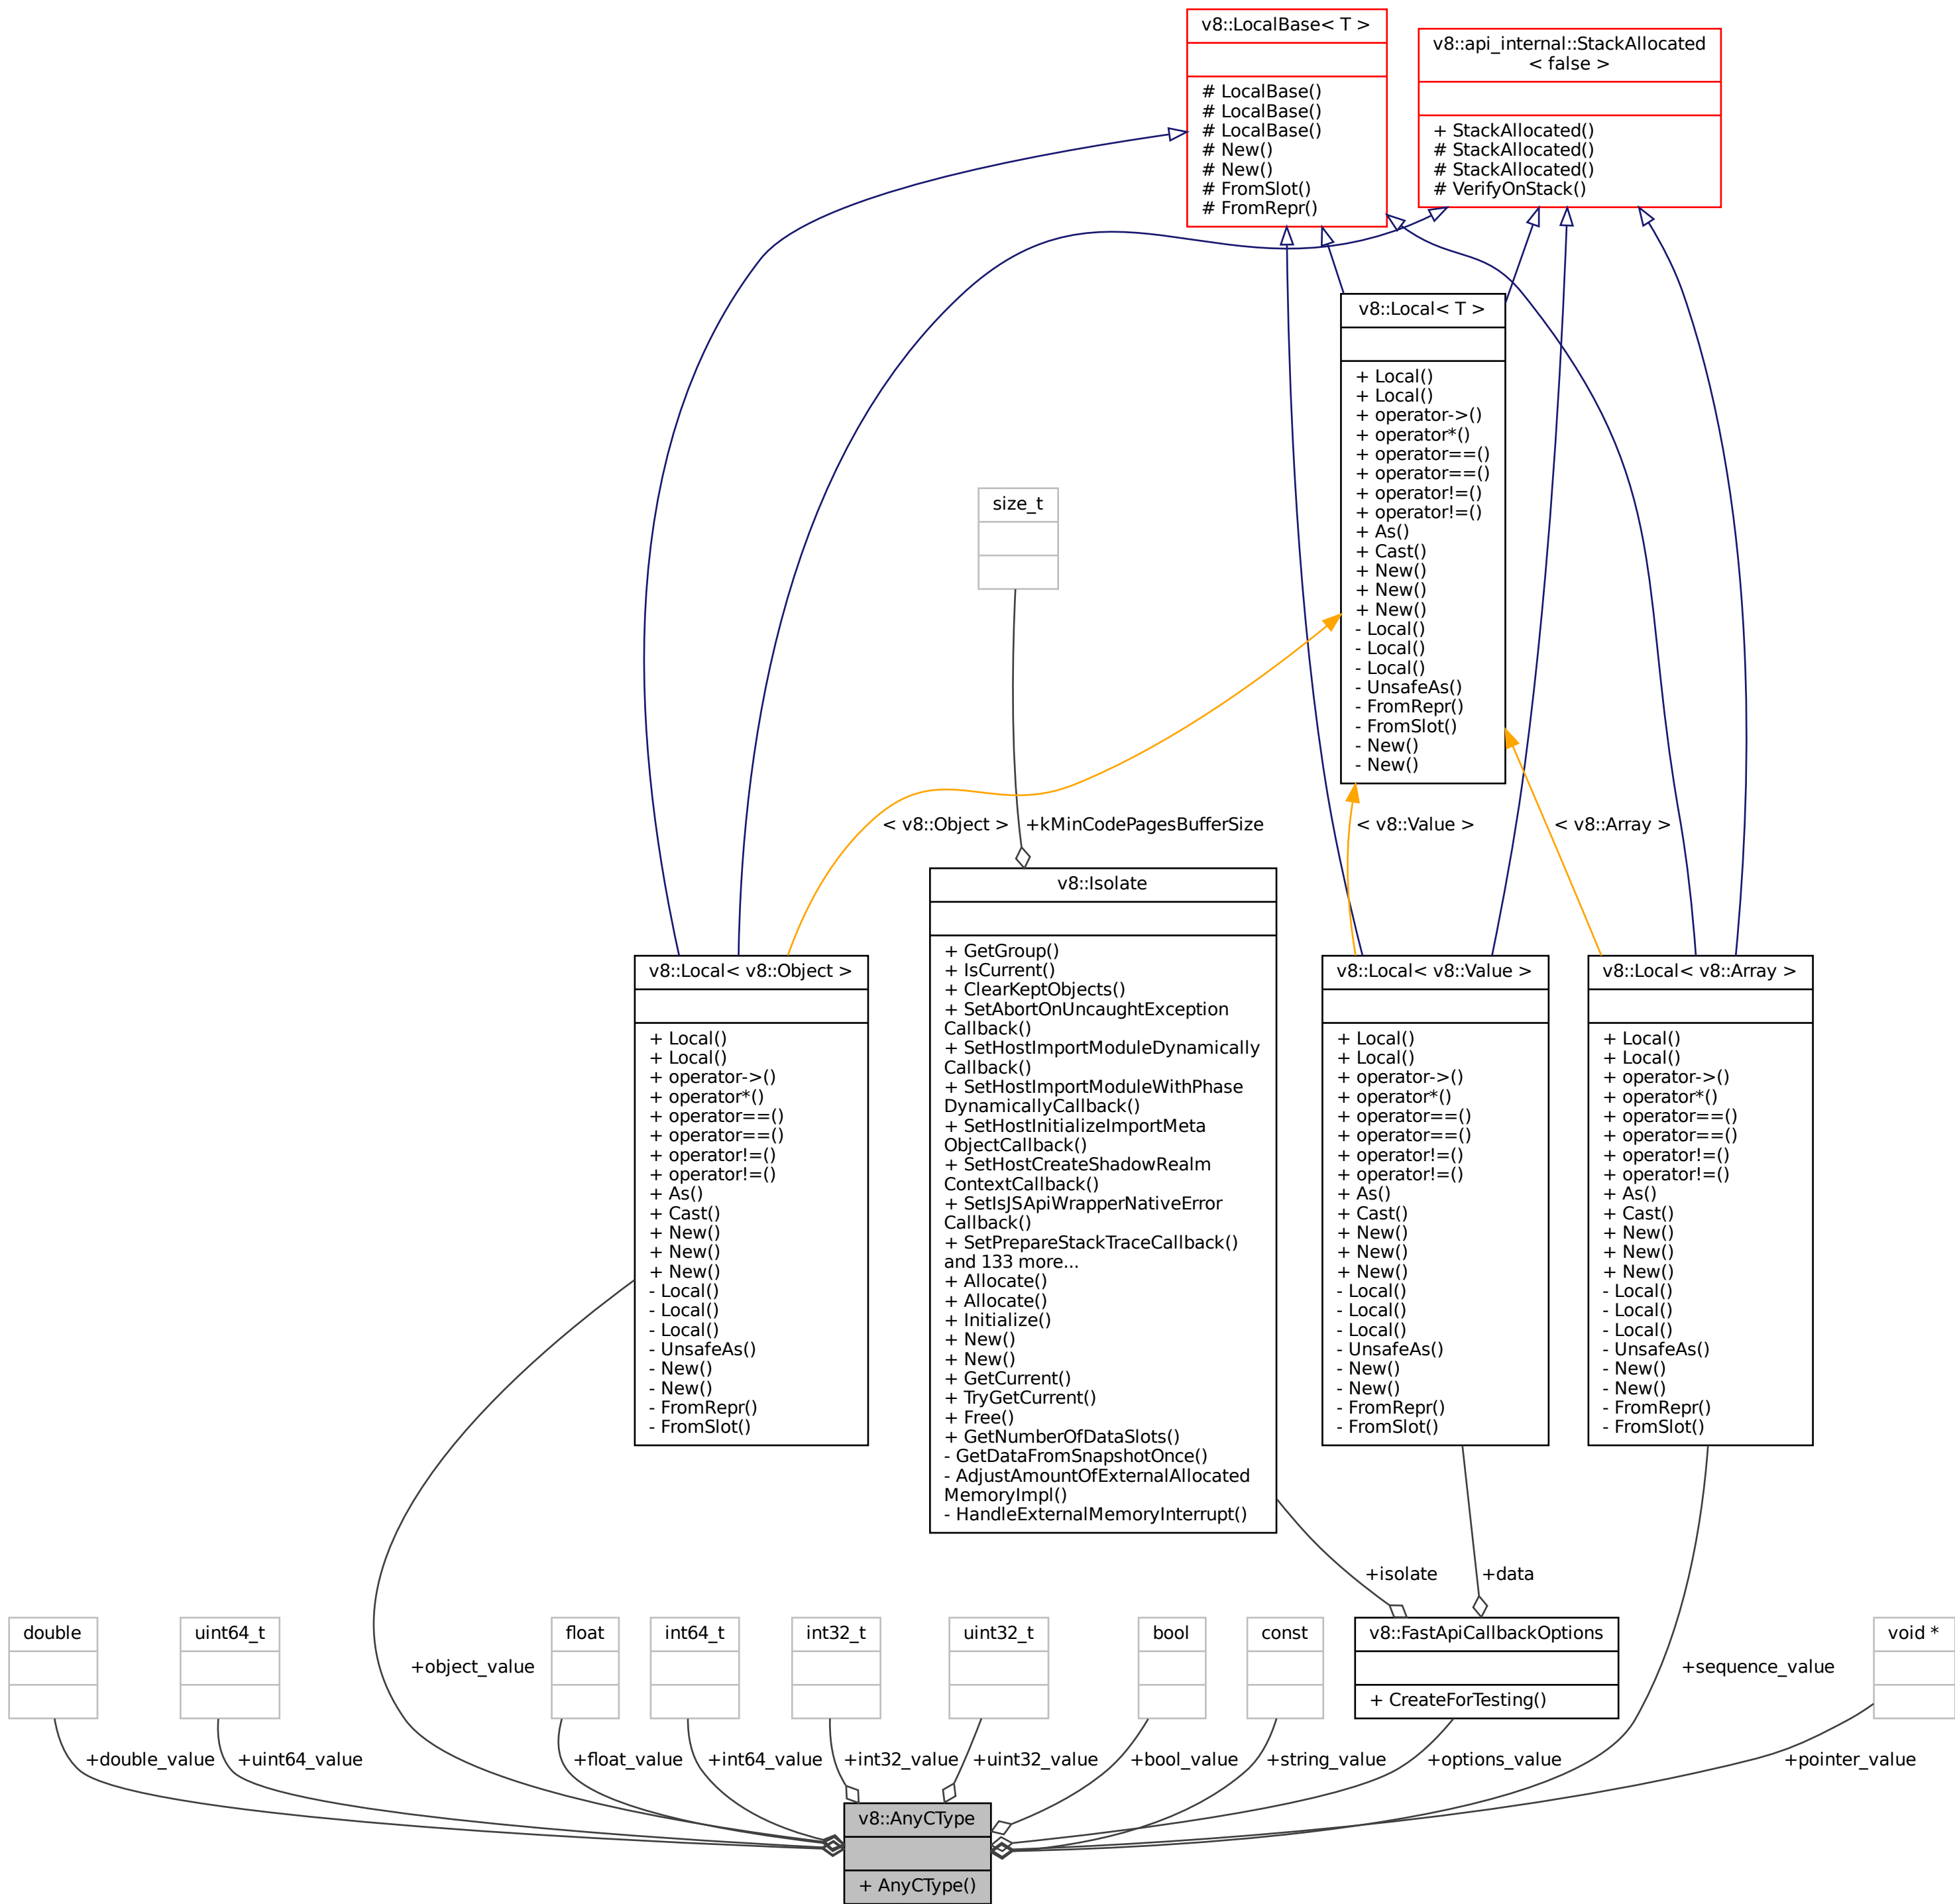 v8::LocalBase< T >
# LocalBase()
# LocalBase()
# LocalBase()
# New()
# New()
# FromSlot()
# FromRepr()
v8::api_internal::StackAllocated
< false >
+ StackAllocated()
# StackAllocated()
# StackAllocated()
# VerifyOnStack()
v8::Local< T >
+ Local()
+ Local()
+ operator->()
+ operator*()
+ operator==()
+ operator==()
+ operator!=()
+ operator!=()
+ As()
+ Cast()
+ New()
+ New()
+ New()
- Local()
- Local()
- Local()
- UnsafeAs()
- FromRepr()
- FromSlot()
- New()
- New()
size_t
< v8::Object >
+kMinCodePagesBufferSize
< v8::Value >
< v8::Array >
v8::Local< v8::Object >
+ Local()
+ Local()
+ operator->()
+ operator*()
+ operator==()
+ operator==()
+ operator!=()
+ operator!=()
+ As()
+ Cast()
+ New()
+ New()
+ New()
- Local()
- Local()
- Local()
- UnsafeAs()
- New()
- New()
- FromRepr()
- FromSlot()
v8::Isolate
+ GetGroup()
+ IsCurrent()
+ ClearKeptObjects()
+ SetAbortOnUncaughtException
Callback()
+ SetHostImportModuleDynamically
Callback()
+ SetHostImportModuleWithPhase
DynamicallyCallback()
+ SetHostInitializeImportMeta
ObjectCallback()
+ SetHostCreateShadowRealm
ContextCallback()
+ SetIsJSApiWrapperNativeError
Callback()
+ SetPrepareStackTraceCallback()
and 133 more...
+ Allocate()
+ Allocate()
+ Initialize()
+ New()
+ New()
+ GetCurrent()
+ TryGetCurrent()
+ Free()
+ GetNumberOfDataSlots()
- GetDataFromSnapshotOnce()
- AdjustAmountOfExternalAllocated
MemoryImpl()
- HandleExternalMemoryInterrupt()
v8::Local< v8::Value >
+ Local()
+ Local()
+ operator->()
+ operator*()
+ operator==()
+ operator==()
+ operator!=()
+ operator!=()
+ As()
+ Cast()
+ New()
+ New()
+ New()
- Local()
- Local()
- Local()
- UnsafeAs()
- New()
- New()
- FromRepr()
- FromSlot()
v8::Local< v8::Array >
+ Local()
+ Local()
+ operator->()
+ operator*()
+ operator==()
+ operator==()
+ operator!=()
+ operator!=()
+ As()
+ Cast()
+ New()
+ New()
+ New()
- Local()
- Local()
- Local()
- UnsafeAs()
- New()
- New()
- FromRepr()
- FromSlot()
+isolate
+data
double
uint64_t
+object_value
float
int64_t
int32_t
uint32_t
bool
const
v8::FastApiCallbackOptions
+ CreateForTesting()
+sequence_value
void *
+double_value
+uint64_value
+float_value
+int64_value
+int32_value
+uint32_value
+bool_value
+string_value
+options_value
+pointer_value
v8::AnyCType
+ AnyCType()